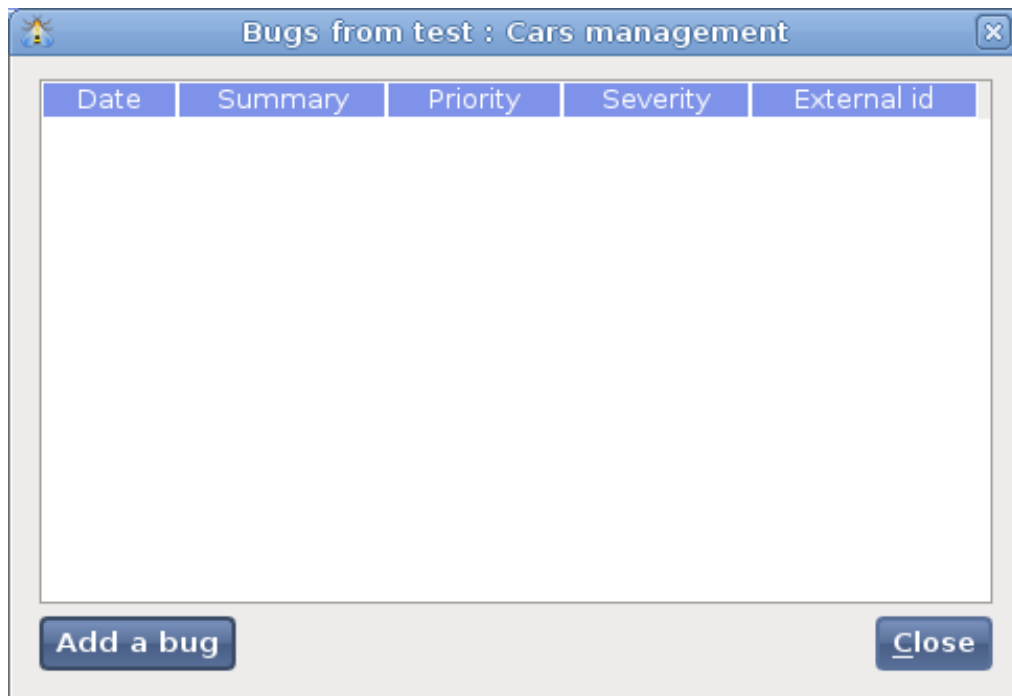 Bugs from test : Cars management
Date Summary Priority Severity External id
Add a bug Close